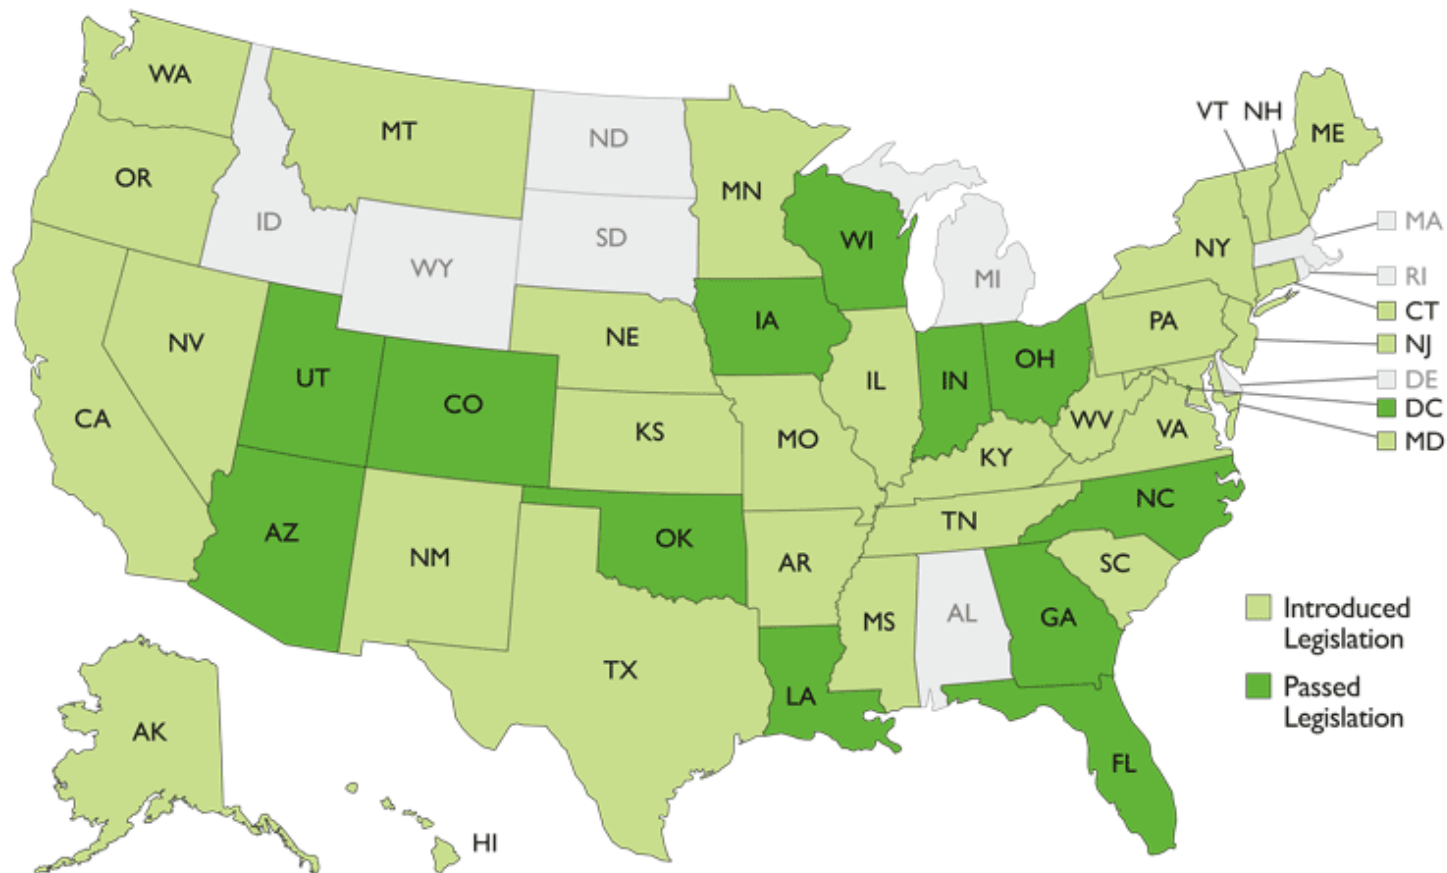 WA
MT
ND
MN
VT
NH
ME
OR
ID
WY
SD
WI
MI
NY
MA
RI
CT
NJ
DE
DC
MD
NV
UT
CO
NE
IA
IL
IN
OH
PA
CA
KS
MO
KY
WV
VA
AZ
NM
OK
AR
TN
NC
SC
TX
LA
MS
AL
GA
FL
AK
HI
Introduced
Legislation
Passed
Legislation